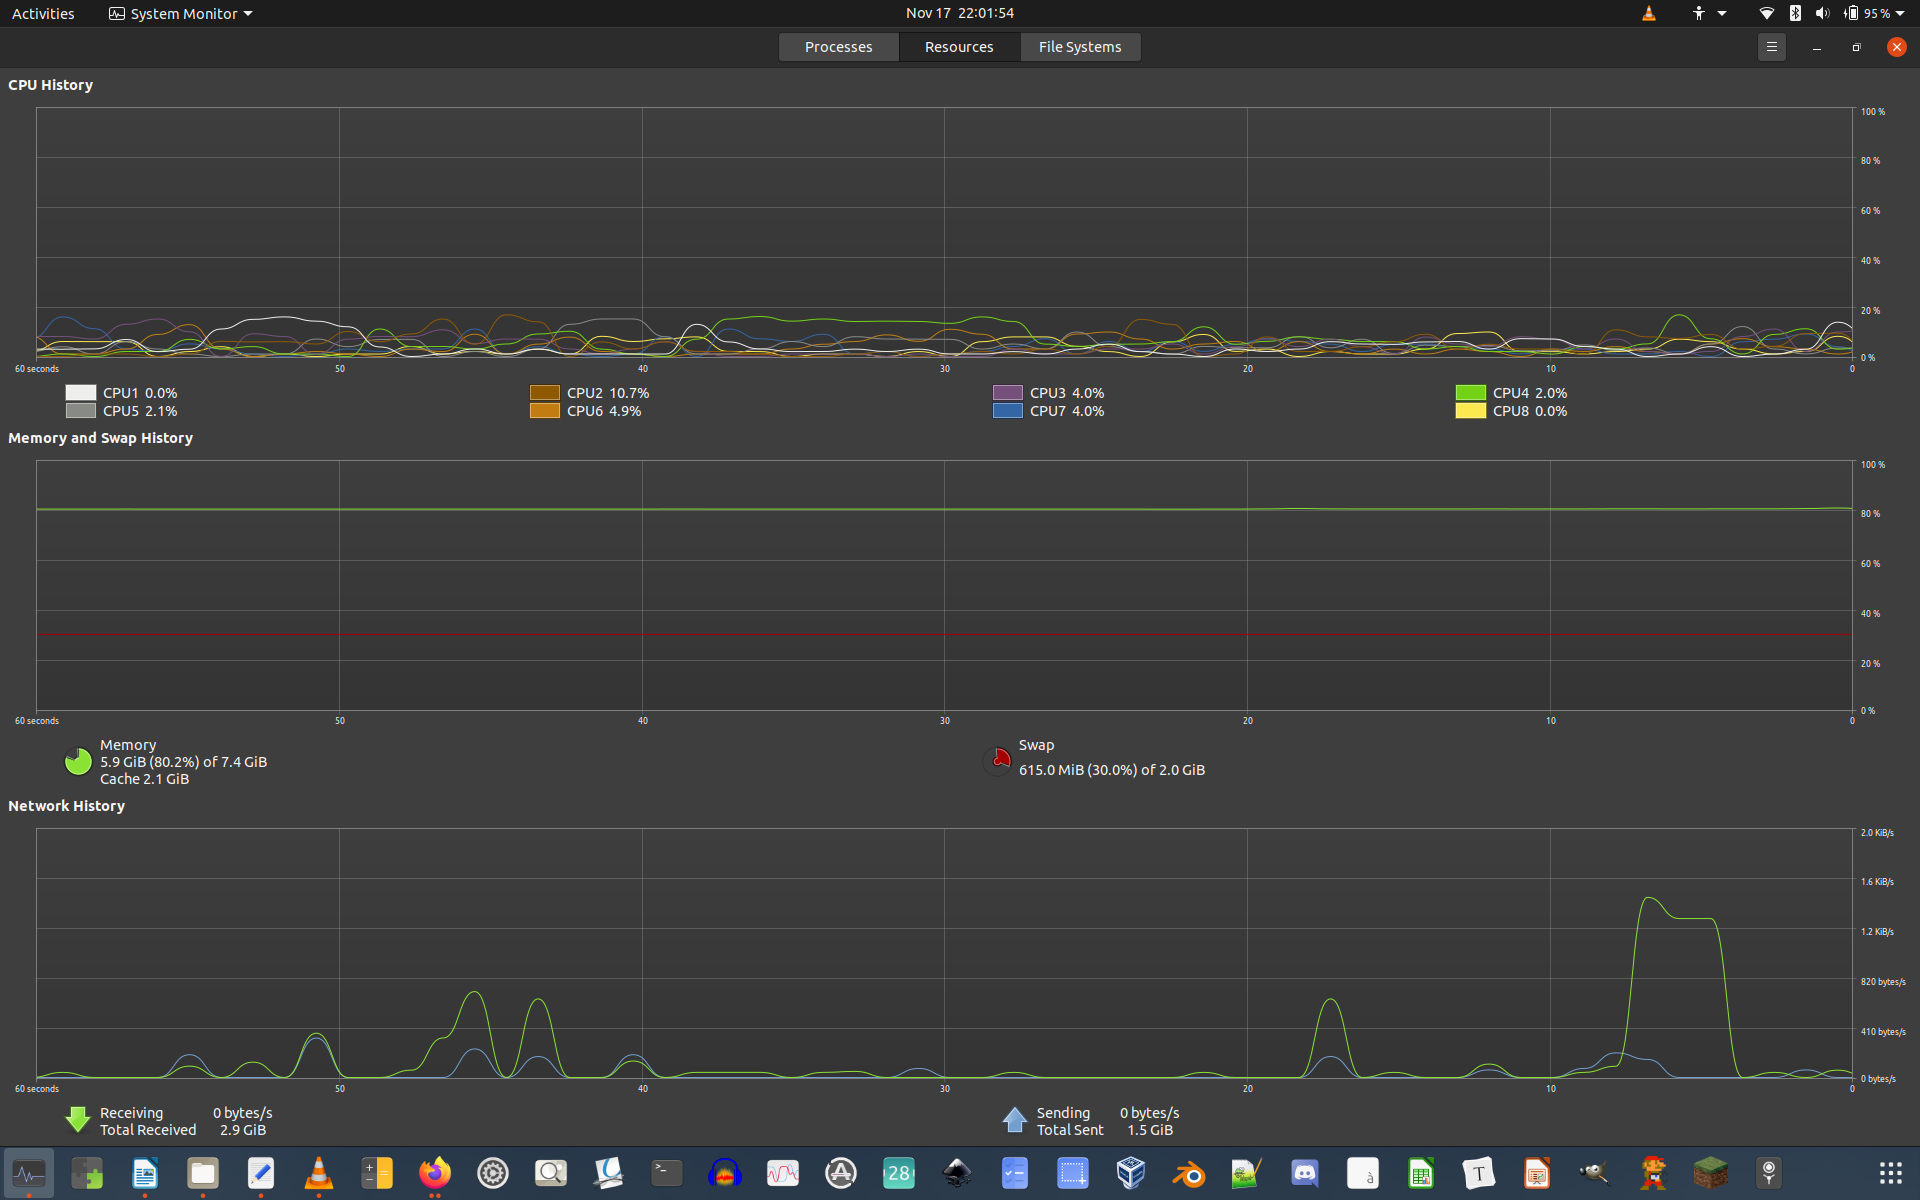 Activities System Monitor Nov 17 22:01:54 95 %
Processes Resources File Systems
CPU History
100 %
80 %
60 %
40 %
20 %
0 %
60 seconds 50 40 30 20 10 0
CPU1 0.0% CPU2 10.7% CPU3 4.0% CPU4 2.0%
CPU5 2.1% CPU6 4.9% CPU7 4.0% CPU8 0.0%
Memory and Swap History
100 %
80 %
60 %
40 %
20 %
0 %
60 seconds 50 40 30 20 10 0
Memory
5.9 GiB (80.2%) of 7.4 GiB
Cache 2.1 GiB
Swap
615.0 MiB (30.0%) of 2.0 GiB
Network History
2.0 KiB/s
1.6 KiB/s
1.2 KiB/s
820 bytes/s
410 bytes/s
0 bytes/s
60 seconds 50 40 30 20 10 0
Receiving 0 bytes/s
Total Received 2.9 GiB
Sending 0 bytes/s
Total Sent 1.5 GiB
>_ 28 à T